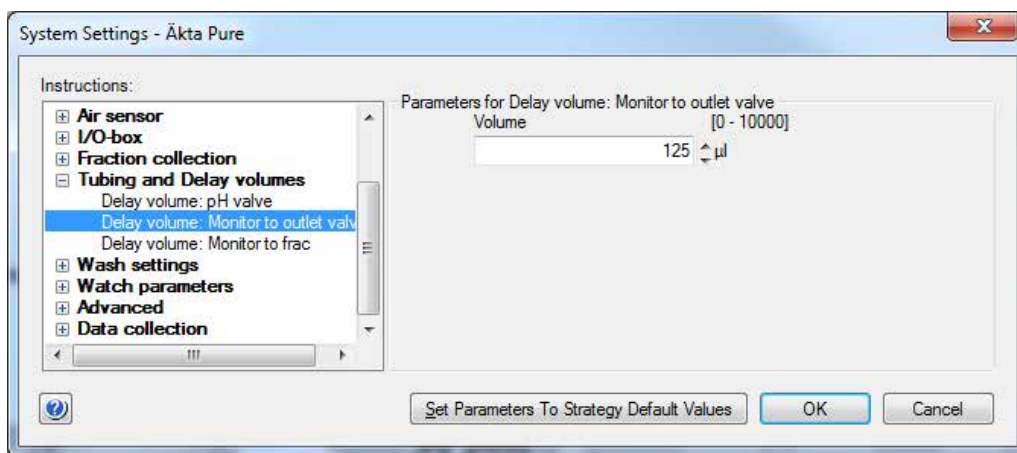 System Settings - Äkta Pure
Instructions:
Air sensor
I/O-box
Fraction collection
Tubing and Delay volumes
Delay volume: pH valve
Delay volume: Monitor to outlet valv
Delay volume: Monitor to frac
Wash settings
Watch parameters
Advanced
Data collection
Parameters for Delay volume: Monitor to outlet valve
Volume [0 - 10000]
125 µl
Set Parameters To Strategy Default Values OK Cancel